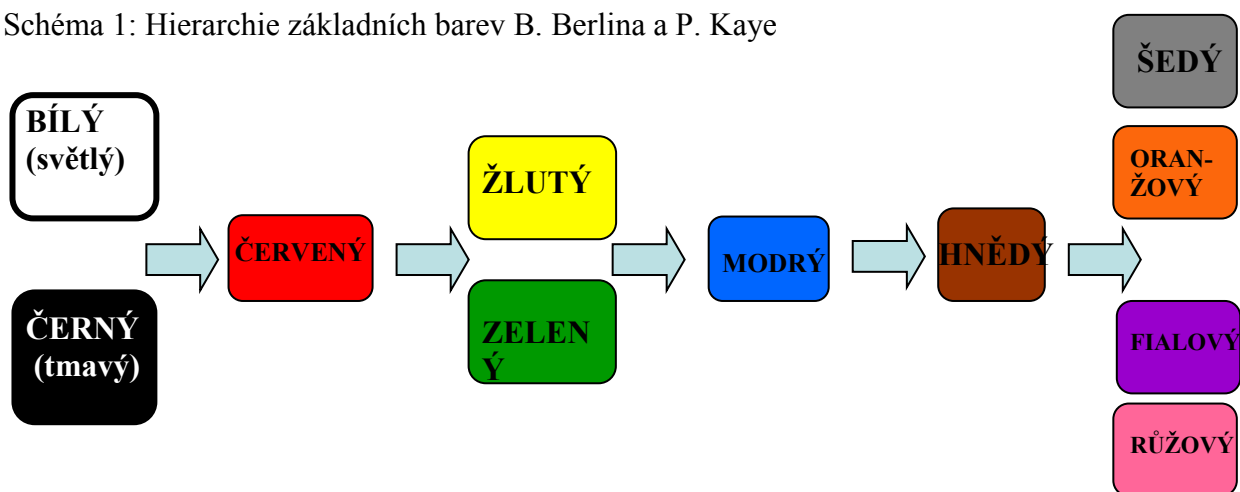 Schéma 1: Hierarchie základních barev B. Berlina a P. Kaye
BÍLÝ
(světlý)
ČERNÝ
(tmavý)
ČERVENÝ
ŽLUTÝ
ZELEN
Ý
MODRÝ
HNĚDÝ
ŠEDÝ
ORAN-
ŽOVÝ
FIALOVÝ
RŮŽOVÝ